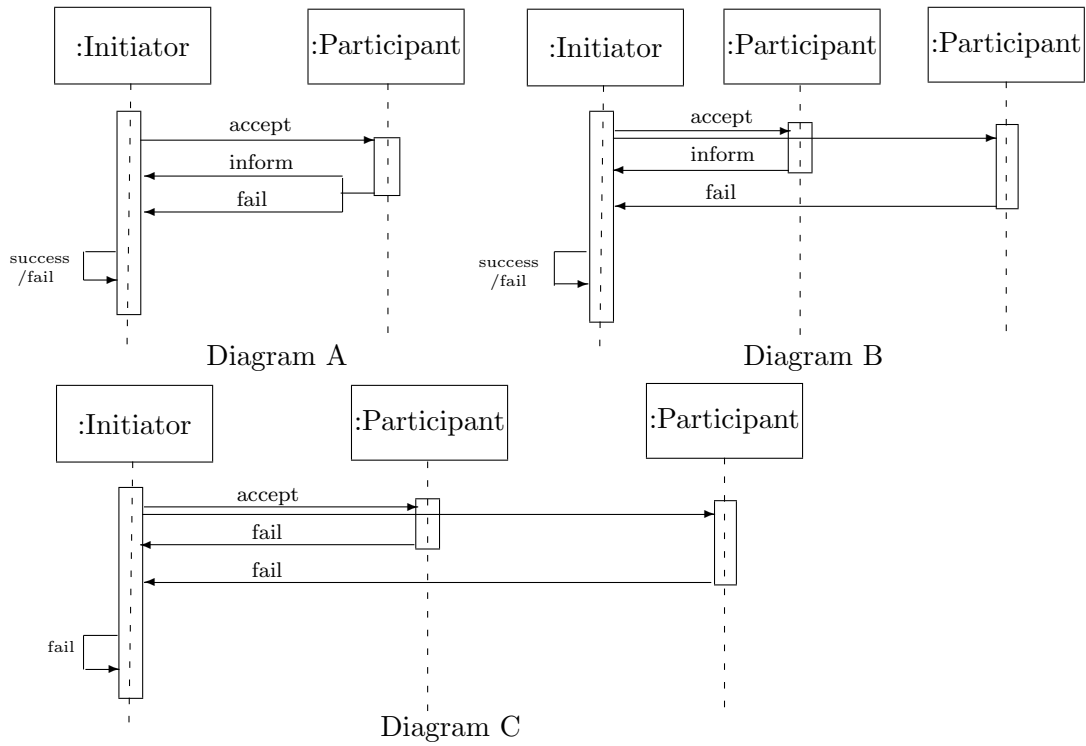 :Initiator
:Participant
accept
inform
fail
success
/fail
Diagram A
:Initiator
:Participant
:Participant
accept
inform
fail
success
/fail
Diagram B
:Initiator
:Participant
:Participant
accept
fail
fail
fail
Diagram C